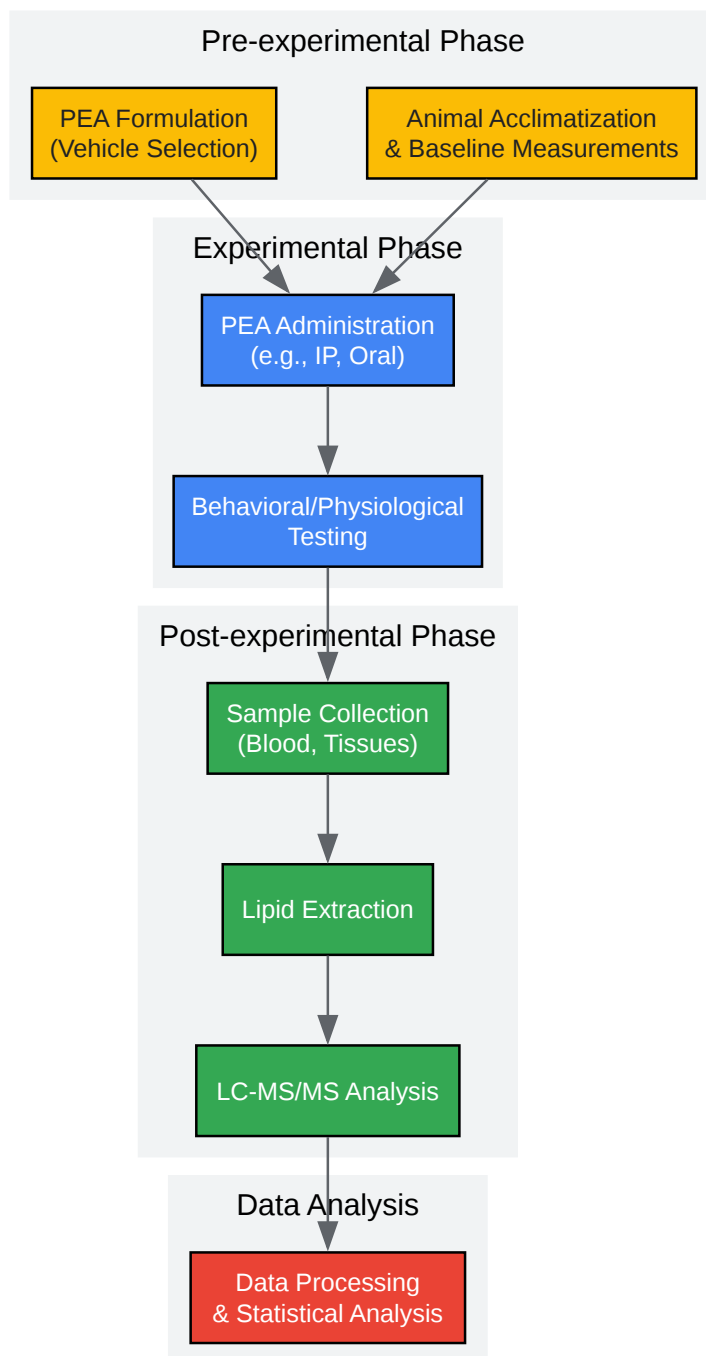 Pre-experimental Phase
PEA Formulation
(Vehicle Selection)
Animal Acclimatization
& Baseline Measurements
Experimental Phase
PEA Administration
(e.g., IP, Oral)
Behavioral/Physiological
Testing
Post-experimental Phase
Sample Collection
(Blood, Tissues)
Lipid Extraction
LC-MS/MS Analysis
Data Analysis
Data Processing
& Statistical Analysis